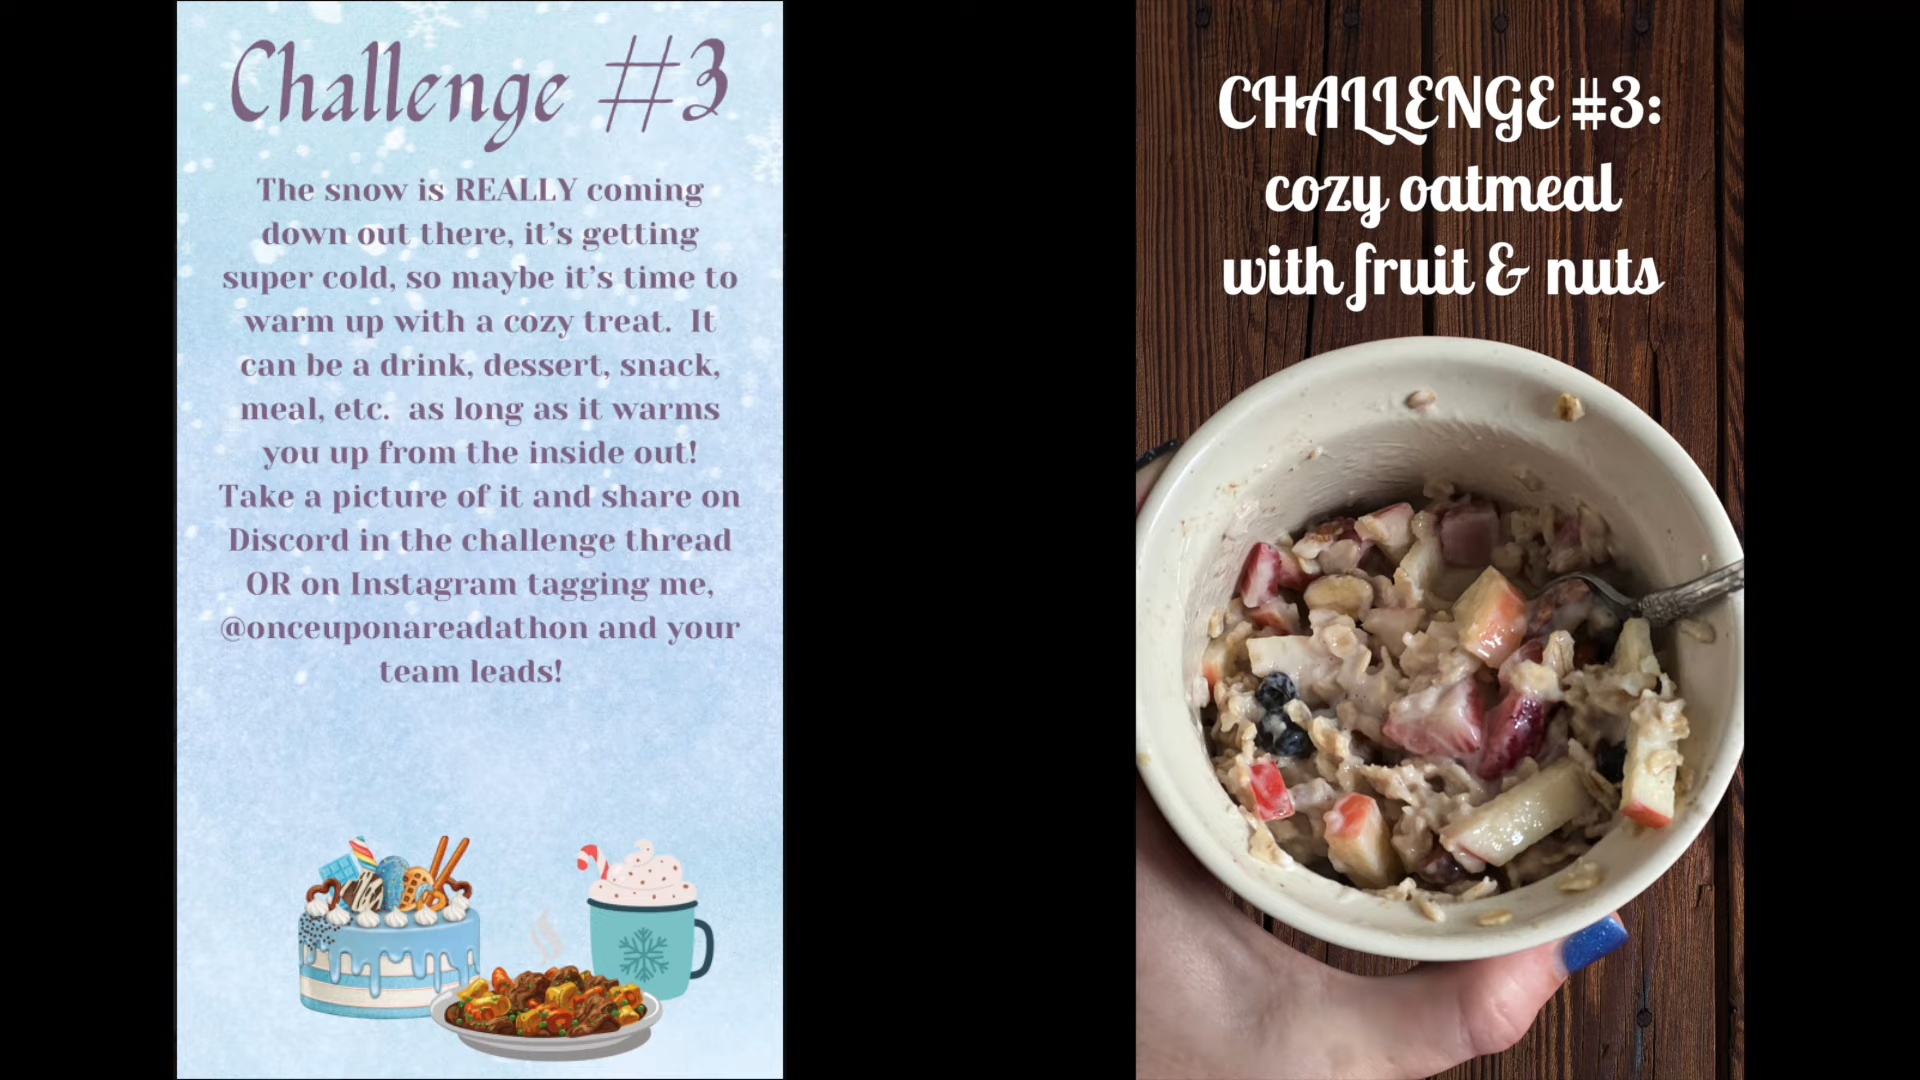 Challenge #3
The snow is REALLY coming
down out there, it's getting
super cold, so maybe it's time to
warm up with a cozy treat.  It
can be a drink, dessert, snack,
meal, etc.  as long as it warms
you up from the inside out!
Take a picture of it and share on
Discord in the challenge thread
OR on Instagram tagging me,
@onceuponareadathon and your
team leads!
CHALLENGE #3:
cozy oatmeal
with fruit & nuts